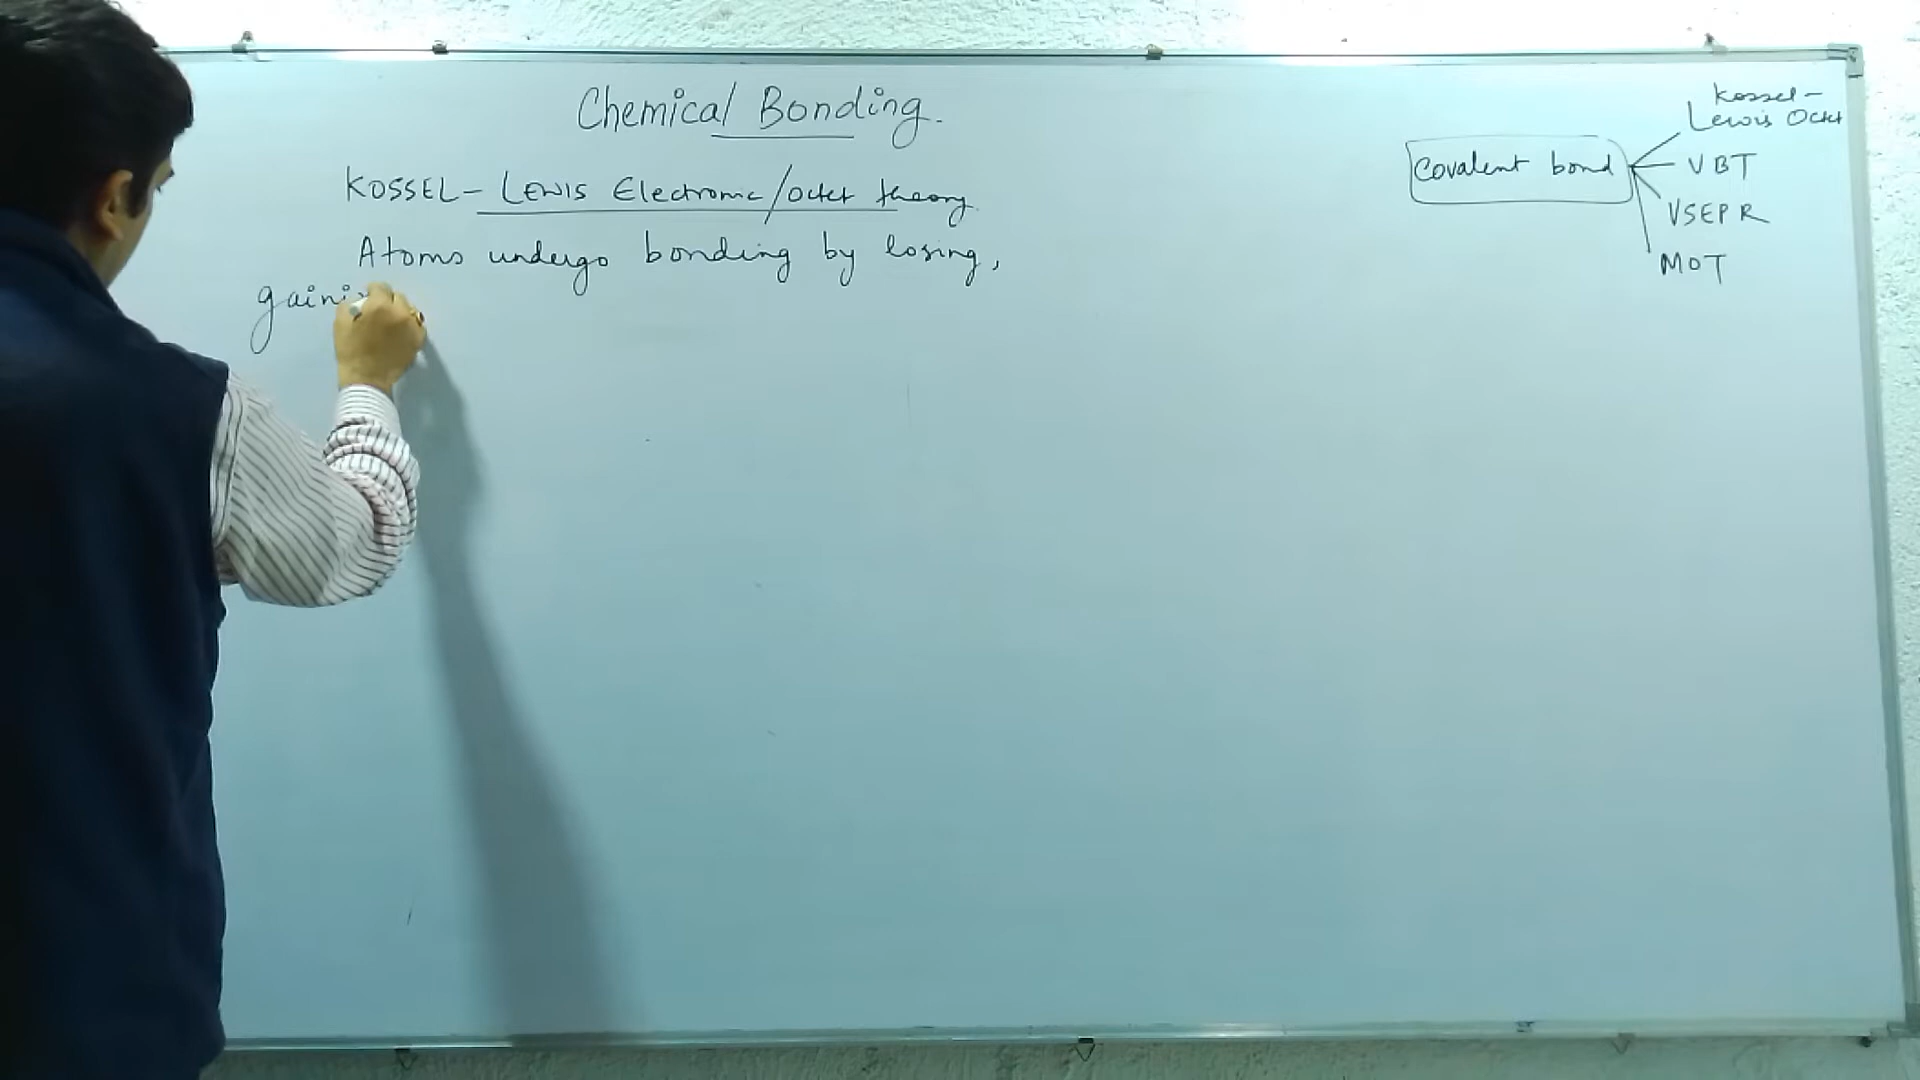 Chemical Bonding.
KOSSEL - LEWIS Electronic/octet theory.
Atoms undergo bonding by losing,
gaini
Kossel -
Lewis Octet
Covalent bond
VBT
VSEPR
MOT